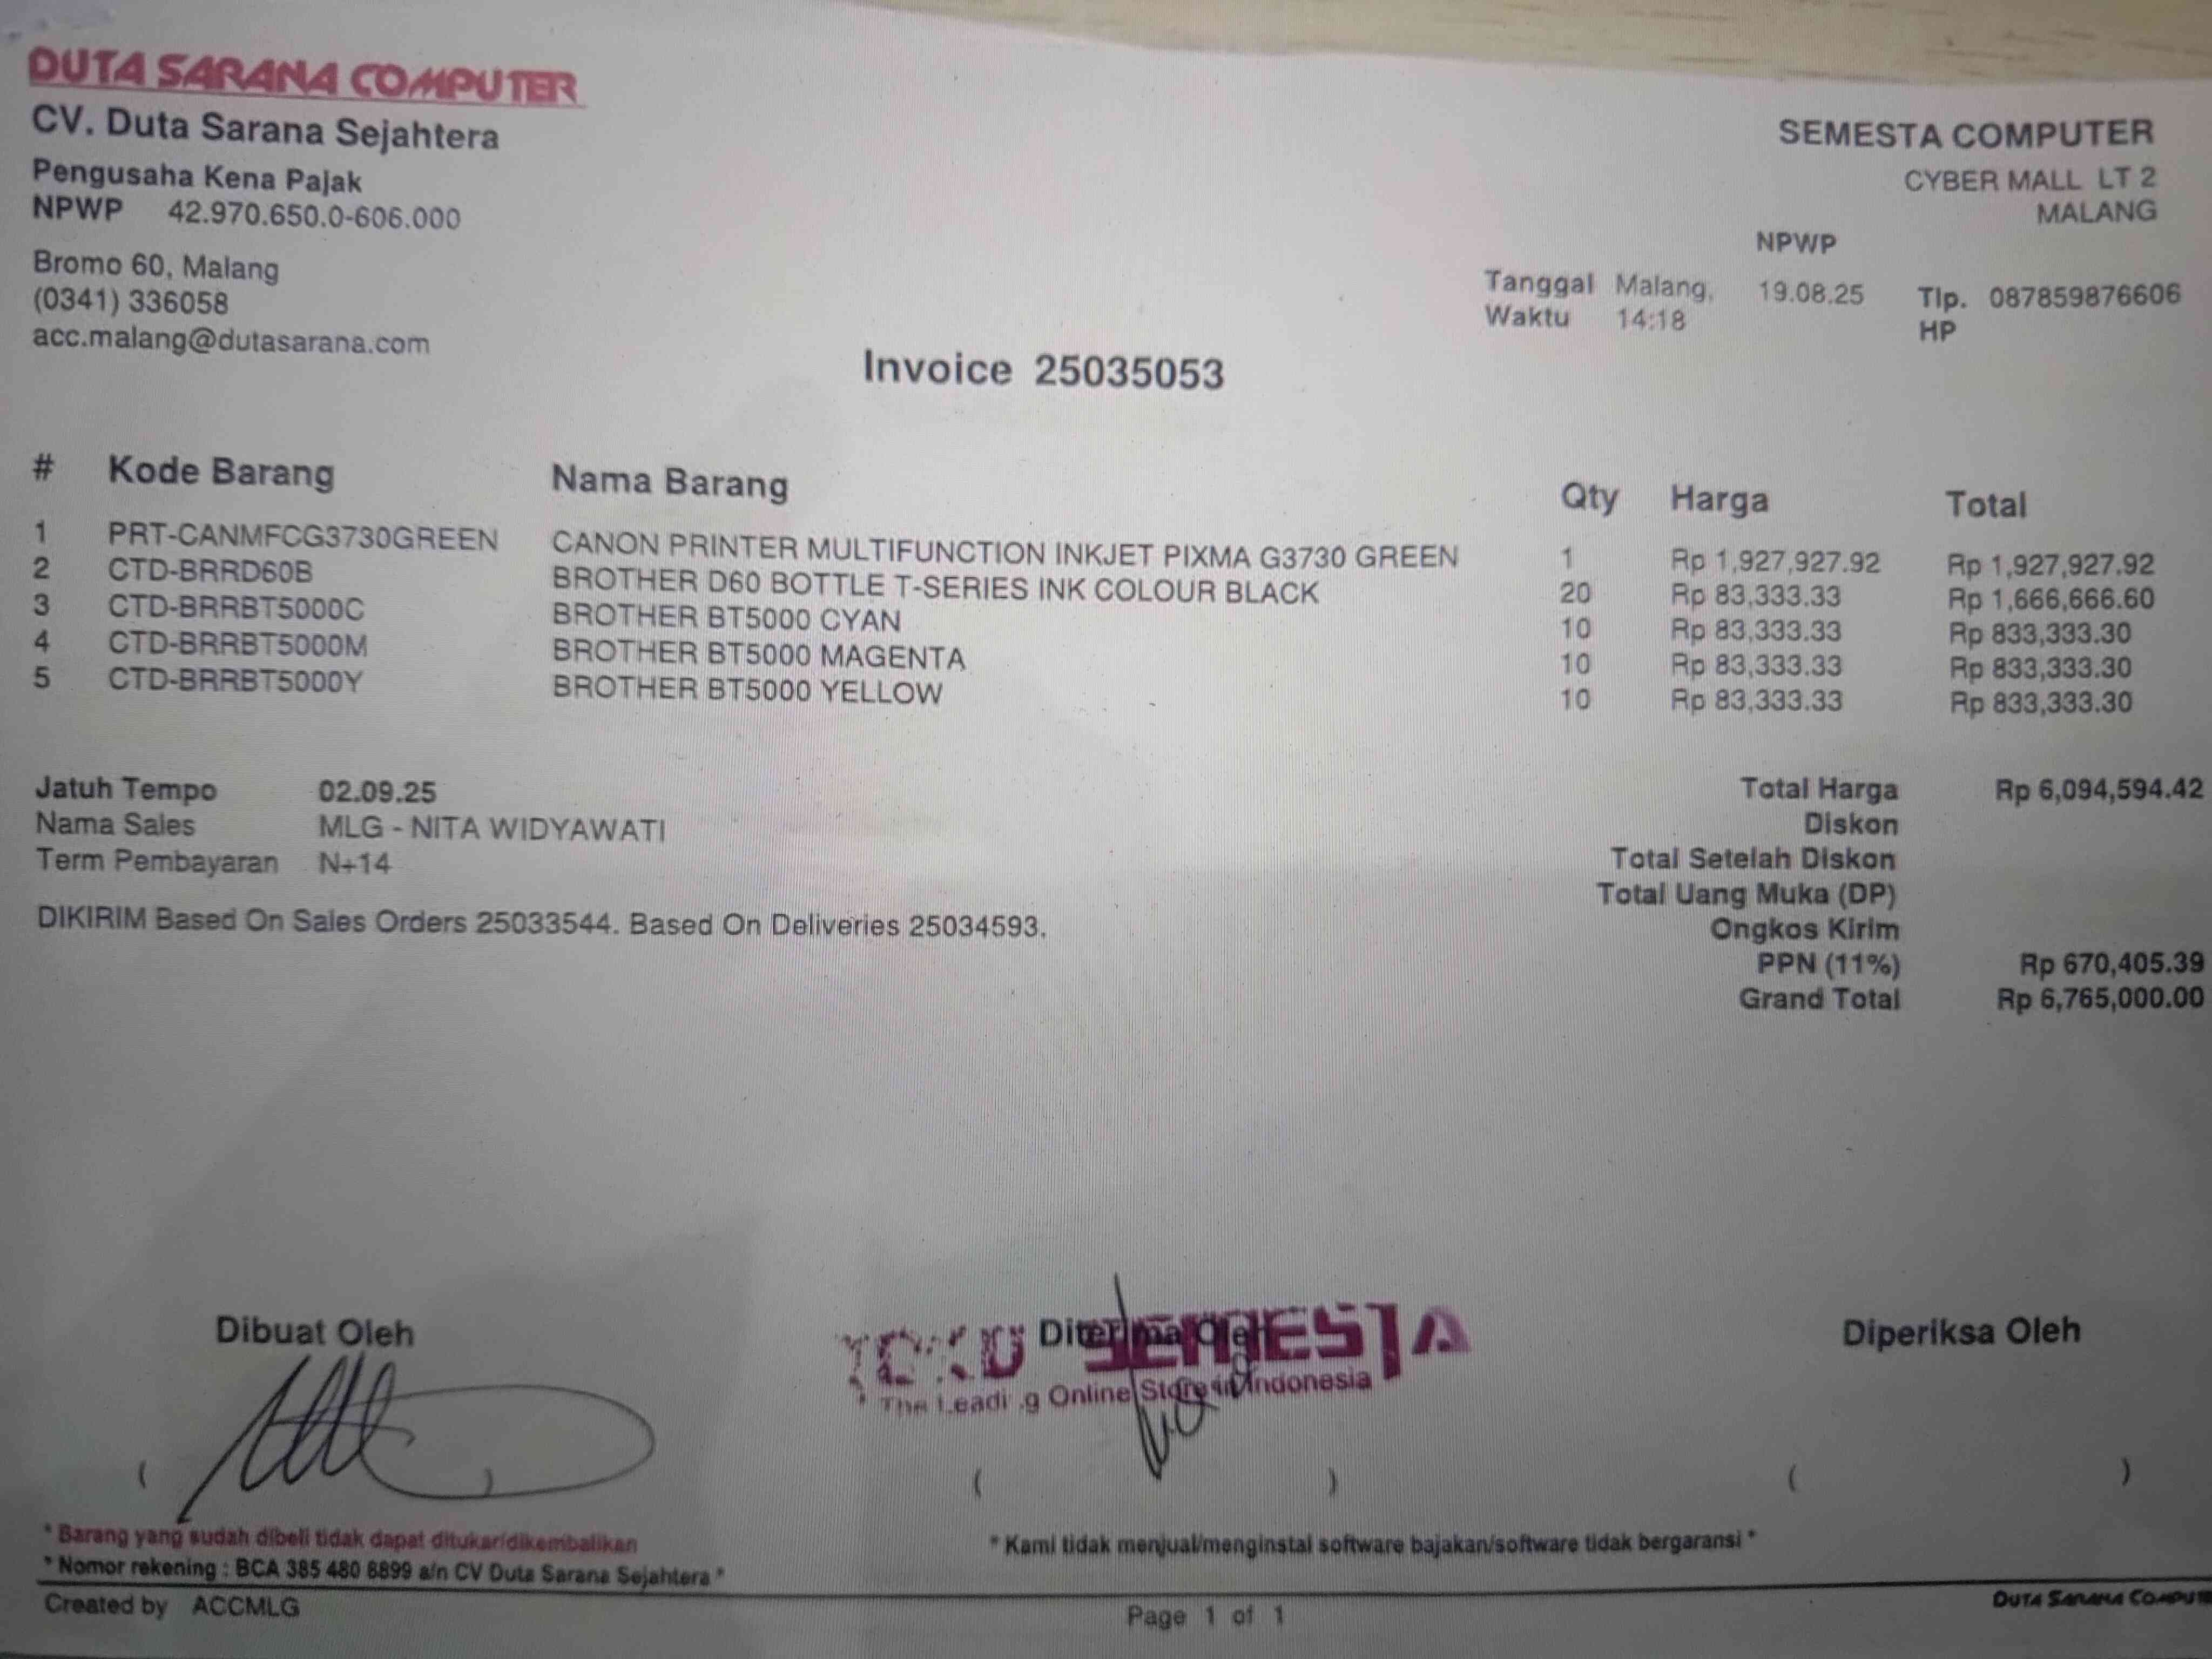 DUTA SARANA COMPUTER
CV. Duta Sarana Sejahtera
Pengusaha Kena Pajak
NPWP 42.970.650.0-606.000
Bromo 60, Malang
(0341) 336058
acc.malang@dutasarana.com
SEMESTA COMPUTER
CYBER MALL LT 2
MALANG
NPWP
Tanggal Malang, 19.08.25 Tlp. 087859876606
Waktu 14:18 HP
Invoice 25035053
# Kode Barang Nama Barang Qty Harga Total
1 PRT-CANMFCG3730GREEN CANON PRINTER MULTIFUNCTION INKJET PIXMA G3730 GREEN 1 Rp 1,927,927.92 Rp 1,927,927.92
2 CTD-BRRD60B BROTHER D60 BOTTLE T-SERIES INK COLOUR BLACK 20 Rp 83,333.33 Rp 1,666,666.60
3 CTD-BRRBT5000C BROTHER BT5000 CYAN 10 Rp 83,333.33 Rp 833,333.30
4 CTD-BRRBT5000M BROTHER BT5000 MAGENTA 10 Rp 83,333.33 Rp 833,333.30
5 CTD-BRRBT5000Y BROTHER BT5000 YELLOW 10 Rp 83,333.33 Rp 833,333.30
Jatuh Tempo 02.09.25
Nama Sales MLG - NITA WIDYAWATI
Term Pembayaran N+14
DIKIRIM Based On Sales Orders 25033544. Based On Deliveries 25034593.
Total Harga Rp 6,094,594.42
Diskon
Total Setelah Diskon
Total Uang Muka (DP)
Ongkos Kirim
PPN (11%) Rp 670,405.39
Grand Total Rp 6,765,000.00
Dibuat Oleh Diterima Oleh Diperiksa Oleh
TOKO SEMESTA
The Leading Online Store in Indonesia
( ) ( ) ( )
* Barang yang sudah dibeli tidak dapat ditukar/dikembalikan
* Kami tidak menjual/menginstal software bajakan/software tidak bergaransi *
* Nomor rekening : BCA 385 480 8899 a/n CV Duta Sarana Sejahtera *
Created by ACCMLG
Page 1 of 1
DUTA SARANA COMPUTE